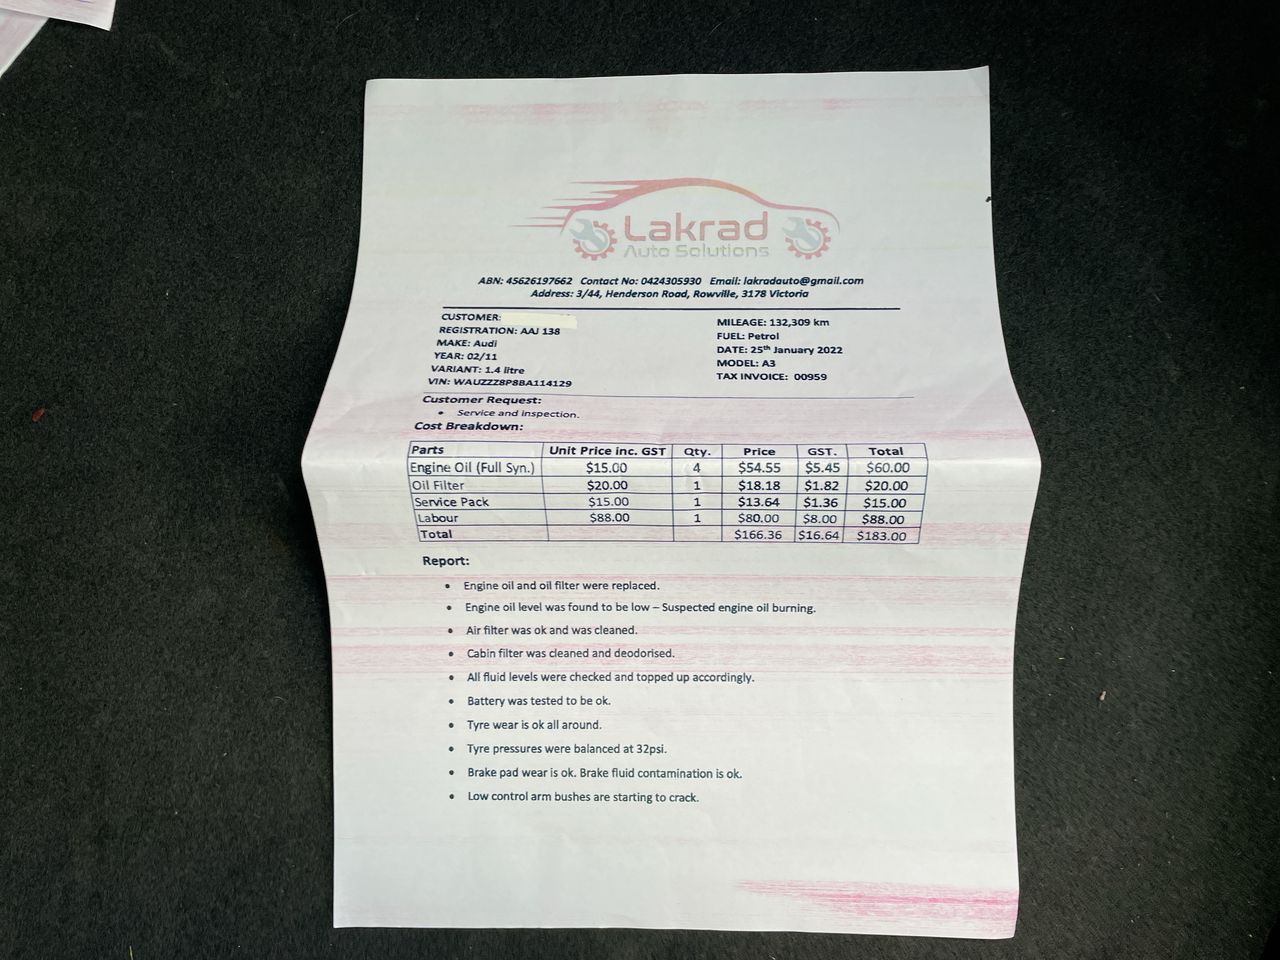 Lakrad
Auto Solutions
ABN: 45626197662 Contact No: 0424305930 Email: lakradauto@gmail.com
Address: 3/44, Henderson Road, Rowville, 3178 Victoria
CUSTOMER:
REGISTRATION: AAJ 138
MAKE: Audi
YEAR: 02/11
VARIANT: 1.4 litre
VIN: WAUZZZ8P8BA114129
MILEAGE: 132,309 km
FUEL: Petrol
DATE: 25th January 2022
MODEL: A3
TAX INVOICE: 00959
Customer Request:
• Service and inspection.
Cost Breakdown:
Parts Unit Price inc. GST Qty. Price GST. Total
Engine Oil (Full Syn.) $15.00 4 $54.55 $5.45 $60.00
Oil Filter $20.00 1 $18.18 $1.82 $20.00
Service Pack $15.00 1 $13.64 $1.36 $15.00
Labour $88.00 1 $80.00 $8.00 $88.00
Total $166.36 $16.64 $183.00
Report:
• Engine oil and oil filter were replaced.
• Engine oil level was found to be low – Suspected engine oil burning.
• Air filter was ok and was cleaned.
• Cabin filter was cleaned and deodorised.
• All fluid levels were checked and topped up accordingly.
• Battery was tested to be ok.
• Tyre wear is ok all around.
• Tyre pressures were balanced at 32psi.
• Brake pad wear is ok. Brake fluid contamination is ok.
• Low control arm bushes are starting to crack.